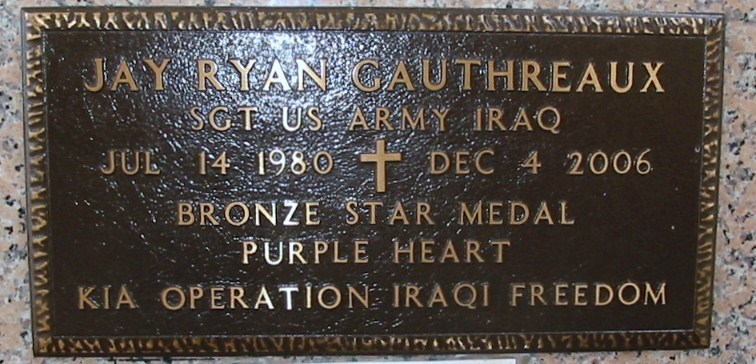 JAY RYAN GAUTHREAUX
SGT US ARMY IRAQ
JUL 14 1980 ✝ DEC 4 2006
BRONZE STAR MEDAL
PURPLE HEART
KIA OPERATION IRAQI FREEDOM